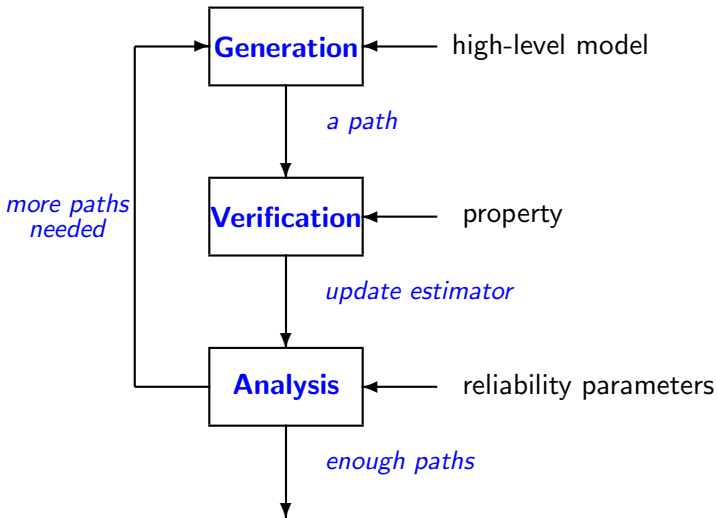 Generation
high-level model
a path
more paths
needed
Verification
property
update estimator
Analysis
reliability parameters
enough paths